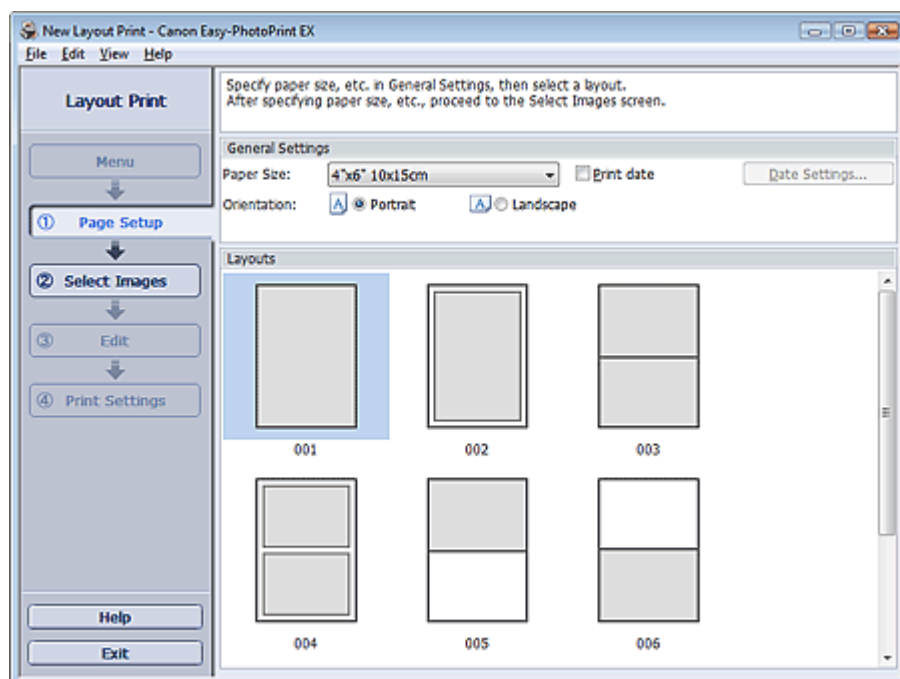 New Layout Print - Canon Easy-PhotoPrint EX
File Edit View Help
Layout Print
Specify paper size, etc. in General Settings, then select a layout.
After specifying paper size, etc., proceed to the Select Images screen.
Menu
① Page Setup
② Select Images
③ Edit
④ Print Settings
Help
Exit
General Settings
Paper Size: 4"x6" 10x15cm Print date Date Settings...
Orientation: A Portrait A Landscape
Layouts
001 002 003
004 005 006